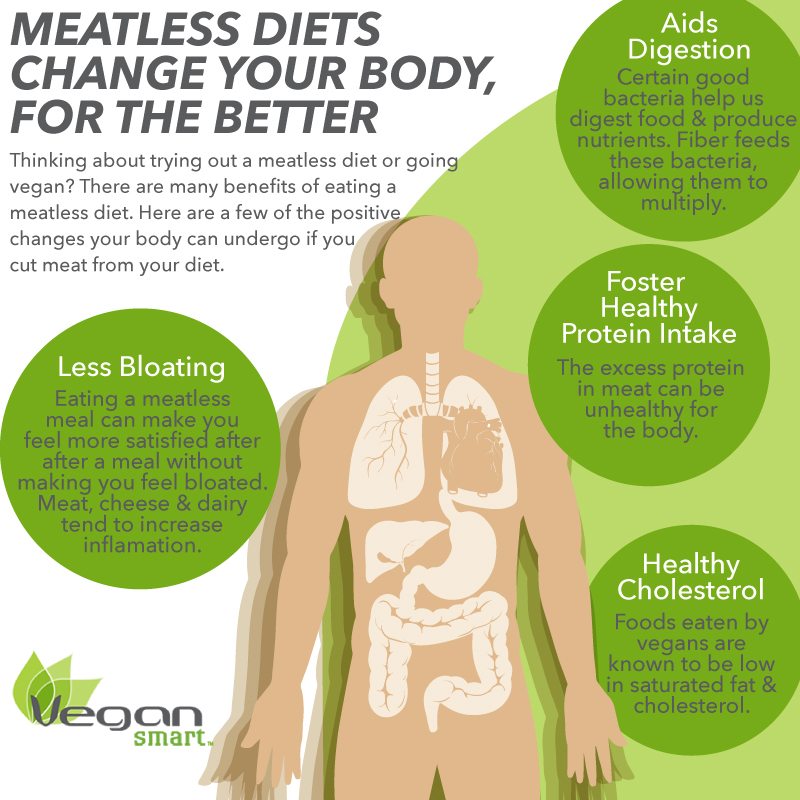 MEATLESS DIETS
CHANGE YOUR BODY,
FOR THE BETTER
Thinking about trying out a meatless diet or going
vegan? There are many benefits of eating a
meatless diet. Here are a few of the positive
changes your body can undergo if you
cut meat from your diet.
Aids
Digestion
Certain good
bacteria help us
digest food & produce
nutrients. Fiber feeds
these bacteria,
allowing them to
multiply.
Foster
Healthy
Protein Intake
The excess protein
in meat can be
unhealthy for
the body.
Less Bloating
Eating a meatless
meal can make you
feel more satisfied after
after a meal without
making you feel bloated.
Meat, cheese & dairy
tend to increase
inflamation.
Healthy
Cholesterol
Foods eaten by
vegans are
known to be low
in saturated fat &
cholesterol.
Vegan
smart™